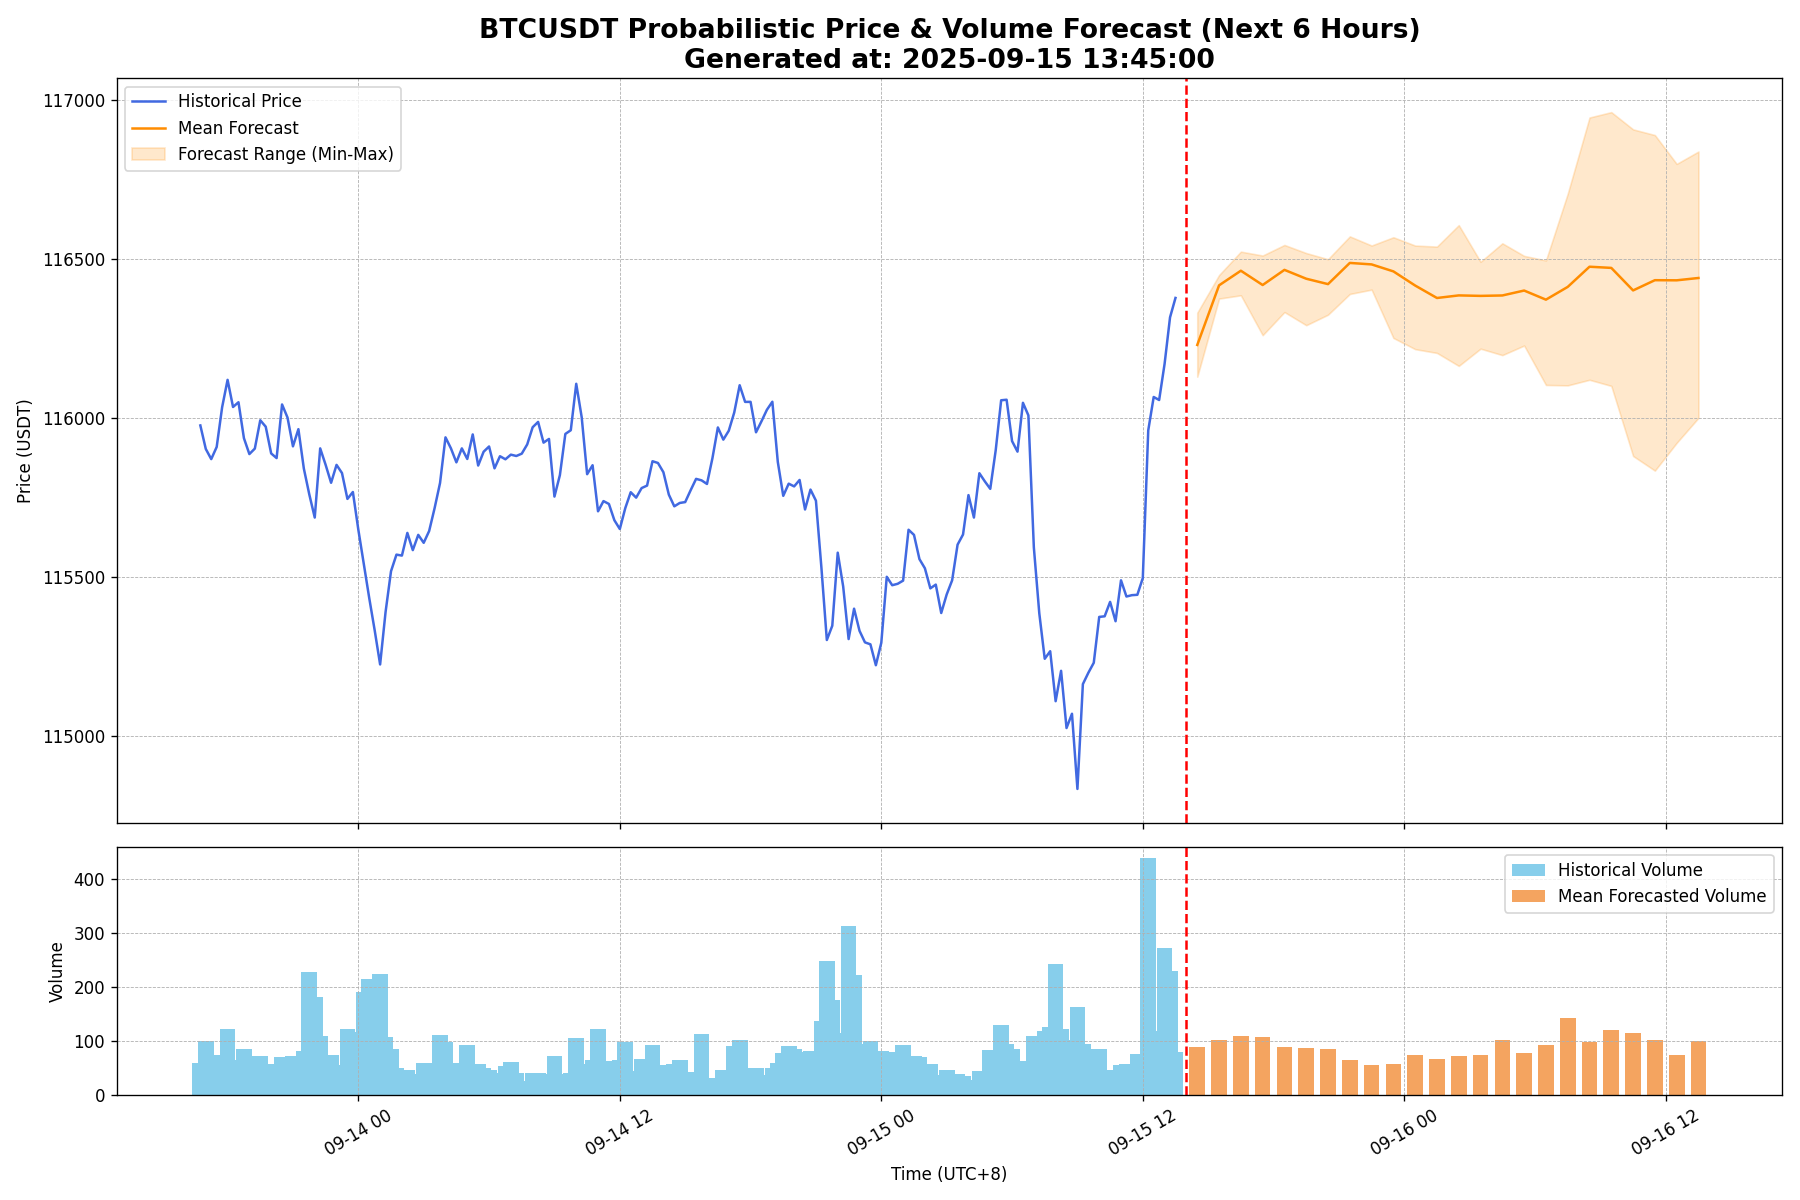 BTCUSDT Probabilistic Price & Volume Forecast (Next 6 Hours)
Generated at: 2025-09-15 13:45:00
Historical Price
Mean Forecast
Forecast Range (Min-Max)
117000
116500
116000
115500
115000
Price (USDT)
Historical Volume
Mean Forecasted Volume
400
300
200
100
0
Volume
09-14 00
09-14 12
09-15 00
09-15 12
09-16 00
09-16 12
Time (UTC+8)